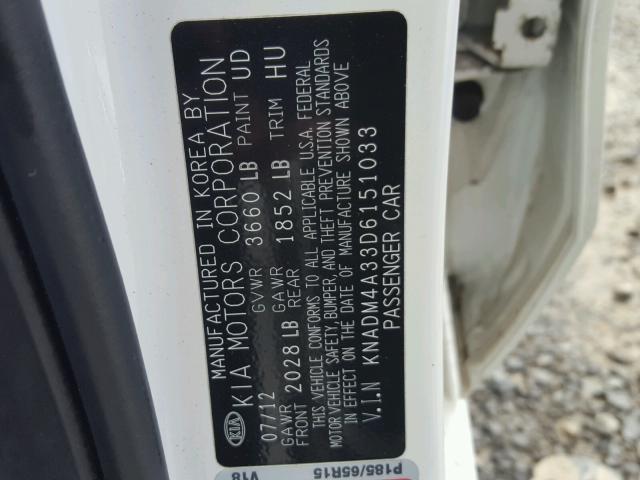 MANUFACTURED IN KOREA BY
KIA KIA MOTORS CORPORATION
07/12 GVWR 3660 LB PAINT UD
GAWR FRONT 2028 LB GAWR REAR 1852 LB TRIM HU
THIS VEHICLE CONFORMS TO ALL APPLICABLE U.S.A. FEDERAL
MOTOR VEHICLE SAFETY, BUMPER, AND THEFT PREVENTION STANDARDS
IN EFFECT ON THE DATE OF MANUFACTURE SHOWN ABOVE
V.I.N KNADM4A33D6151033
PASSENGER CAR
V18 P185/65R15